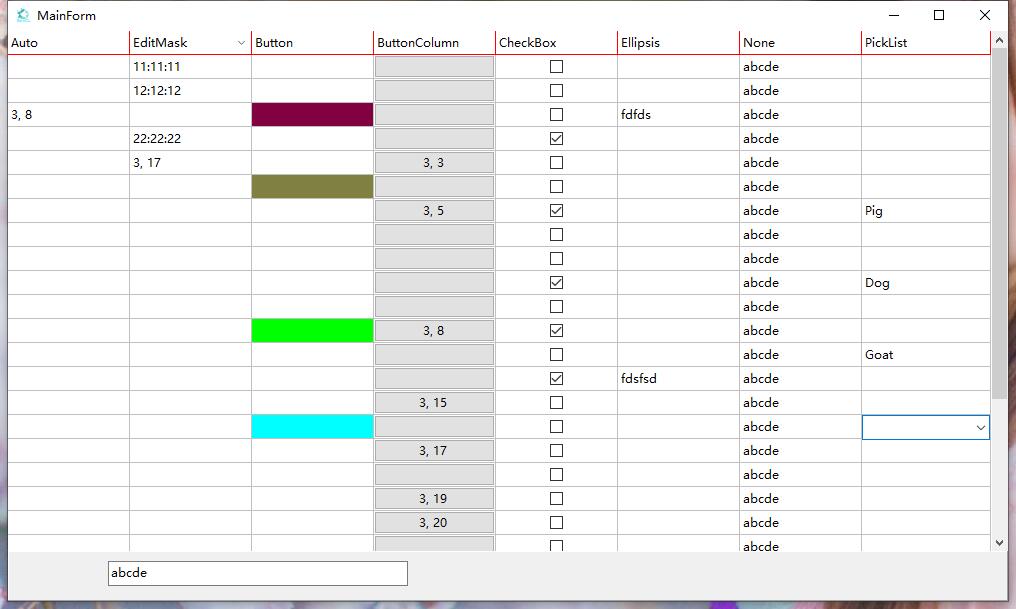 MainForm
Auto EditMask Button ButtonColumn CheckBox Ellipsis None PickList
11:11:11 abcde
12:12:12 abcde
3, 8 fdfds abcde
22:22:22 abcde
3, 17 3, 3 abcde
abcde
3, 5 abcde Pig
abcde
abcde
abcde Dog
abcde
3, 8 abcde
abcde Goat
fdsfsd abcde
3, 15 abcde
abcde
3, 17 abcde
abcde
3, 19 abcde
3, 20 abcde
abcde
abcde